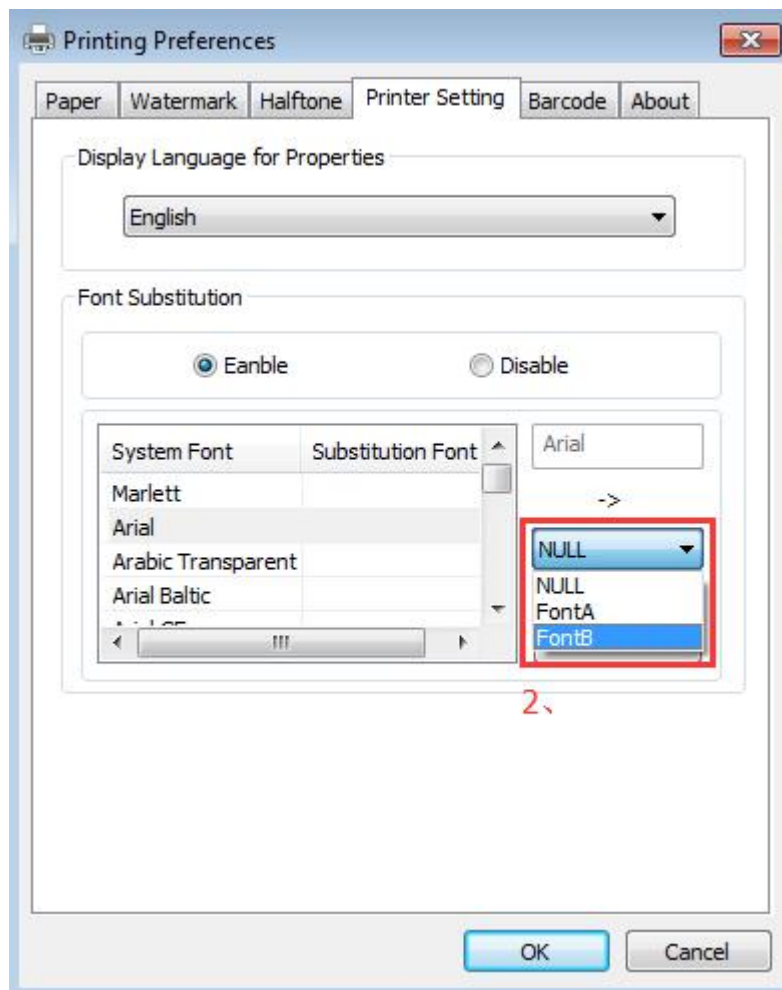 Printing Preferences
Paper Watermark Halftone Printer Setting Barcode About
Display Language for Properties
English
Font Substitution
Eanble Disable
System Font Substitution Font
Marlett
Arial
Arabic Transparent
Arial Baltic
Arial
->
NULL
NULL
FontA
FontB
2、
OK Cancel